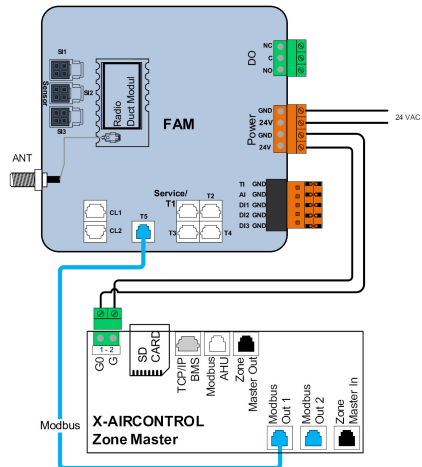 SI1
SI2
SI3
Sensor
Radio
Duct Modul
FAM
NC
C
NO
DO
GND
24V
GND
24V
Power
24 VAC
ANT
Service/
T1
T2
T3
T4
CL1
CL2
T5
TI GND
AI GND
DI1 GND
DI2 GND
DI3 GND
1 - 2
G0
G
SD
CARD
TCP/IP
BMS
Modbus
AHU
Zone
Master Out
Modbus
X-AIRCONTROL
Zone Master
Modbus
Out 1
Modbus
Out 2
Zone
Master In